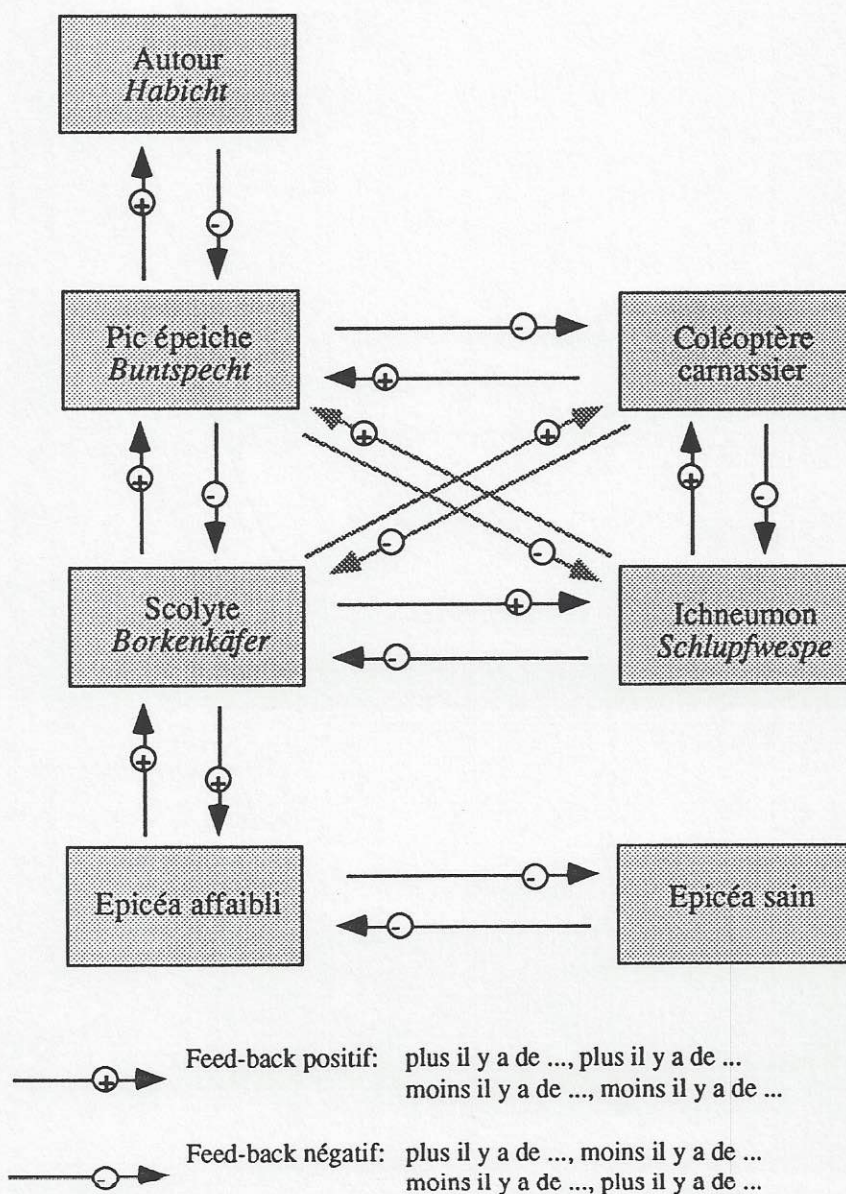 Autour
Habicht
+
-
Pic épeiche
Buntspecht
-
+
Coléoptère
carnassier
+
-
+
+
+
-
-
-
Scolyte
Borkenkäfer
+
-
Ichneumon
Schlupfwespe
+
+
Epicéa affaibli
-
-
Epicéa sain
+
Feed-back positif: plus il y a de ..., plus il y a de ...
moins il y a de ..., moins il y a de ...
-
Feed-back négatif: plus il y a de ..., moins il y a de ...
moins il y a de ..., plus il y a de ...